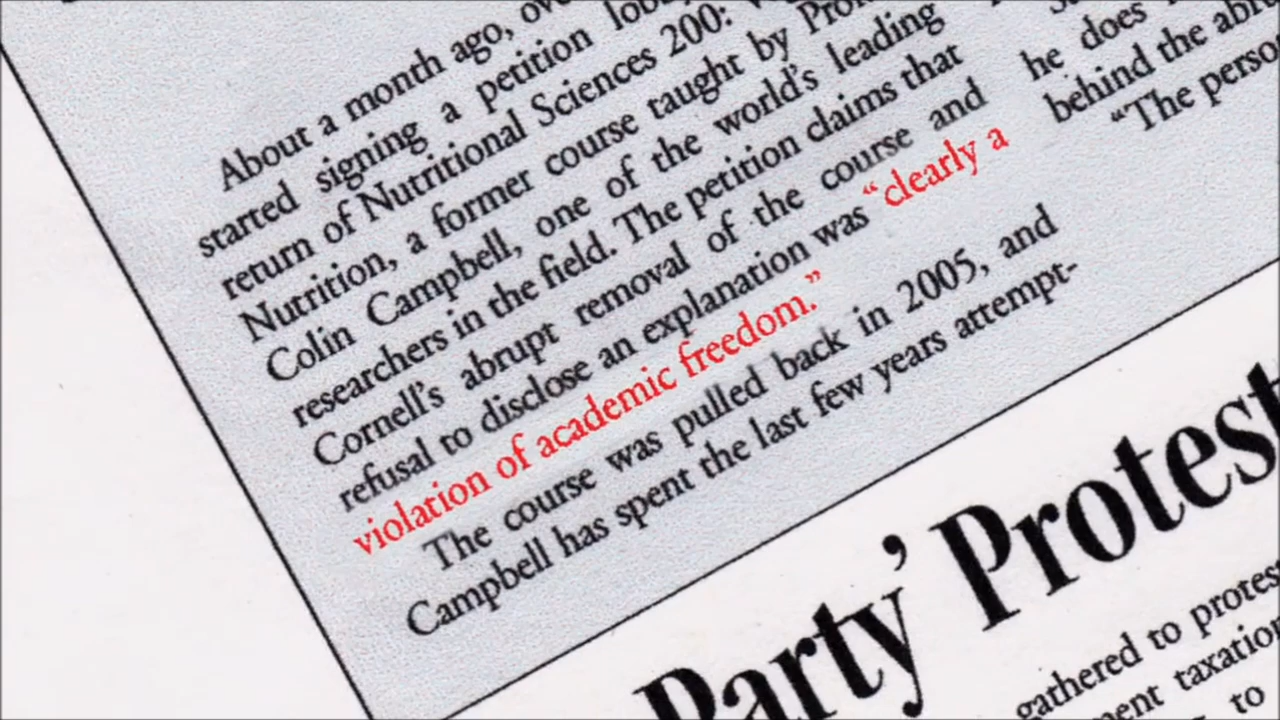 About a month ago,
started signing a petition
return of Nutritional Sciences 200:
Nutrition, a former course taught by
Colin Campbell, one of the world's leading
researchers in the field. The petition claims that
Cornell's abrupt removal of the course and
refusal to disclose an explanation was “clearly a
violation of academic freedom.”
The course was pulled back in 2005, and
Campbell has spent the last few years attempt-
he does
behind the
“The
Party’ Protest
gathered to protest
taxation
to